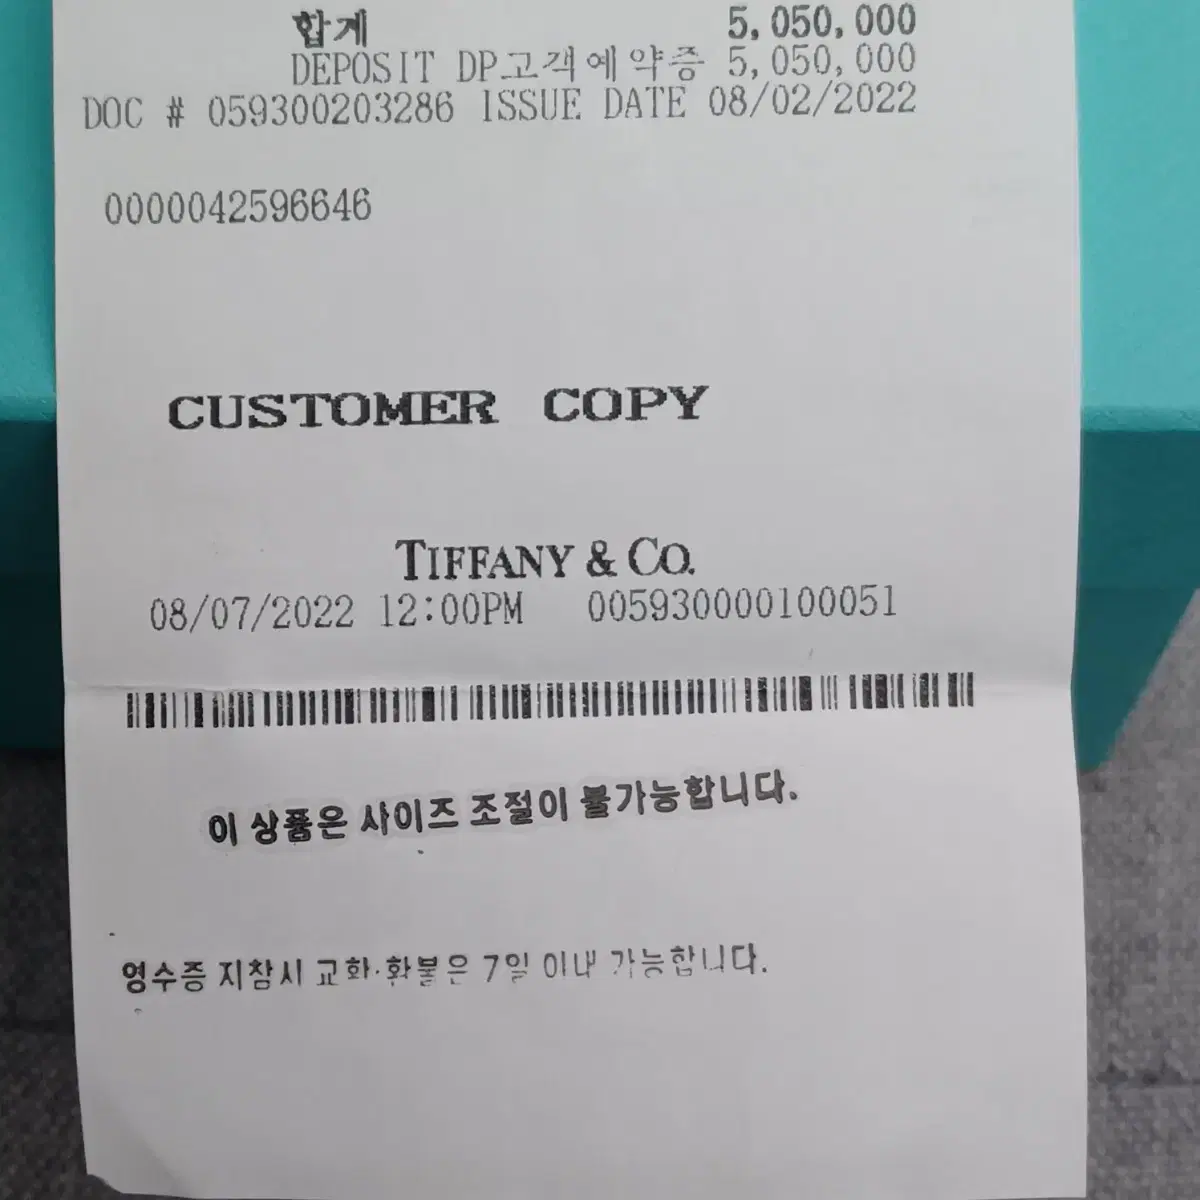 합계 5,050,000
DEPOSIT DP고객예약증 5,050,000
DOC # 059300203286 ISSUE DATE 08/02/2022
0000042596646
CUSTOMER COPY
TIFFANY & CO.
08/07/2022 12:00PM 005930000100051
이 상품은 사이즈 조절이 불가능합니다.
영수증 지참시 교화·환불은 7일 이내 가능합니다.